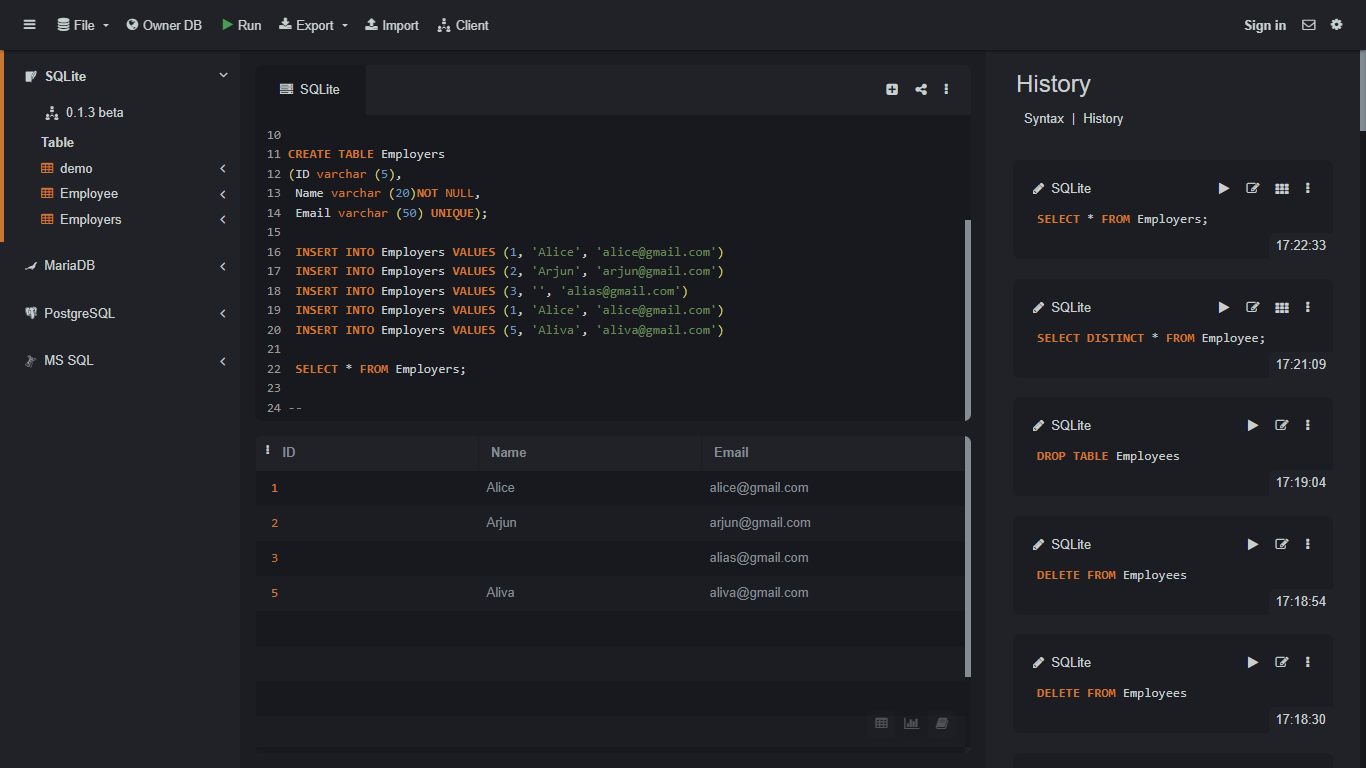 File
Owner DB
Run
Export
Import
Client
Sign in
SQLite
0.1.3 beta
Table
demo
Employee
Employers
MariaDB
PostgreSQL
MS SQL
SQLite
10
11 CREATE TABLE Employers
12 (ID varchar (5),
13 Name varchar (20)NOT NULL,
14 Email varchar (50) UNIQUE);
15
16 INSERT INTO Employers VALUES (1, 'Alice', 'alice@gmail.com')
17 INSERT INTO Employers VALUES (2, 'Arjun', 'arjun@gmail.com')
18 INSERT INTO Employers VALUES (3, '', 'alias@gmail.com')
19 INSERT INTO Employers VALUES (1, 'Alice', 'alice@gmail.com')
20 INSERT INTO Employers VALUES (5, 'Aliva', 'aliva@gmail.com')
21
22 SELECT * FROM Employers;
23
24 --
ID Name Email
1 Alice alice@gmail.com
2 Arjun arjun@gmail.com
3 alias@gmail.com
5 Aliva aliva@gmail.com
History
Syntax | History
SQLite
SELECT * FROM Employers;
17:22:33
SQLite
SELECT DISTINCT * FROM Employee;
17:21:09
SQLite
DROP TABLE Employees
17:19:04
SQLite
DELETE FROM Employees
17:18:54
SQLite
DELETE FROM Employees
17:18:30